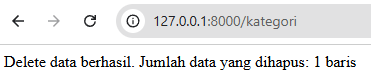 127.0.0.1:8000/kategori
Delete data berhasil. Jumlah data yang dihapus: 1 baris